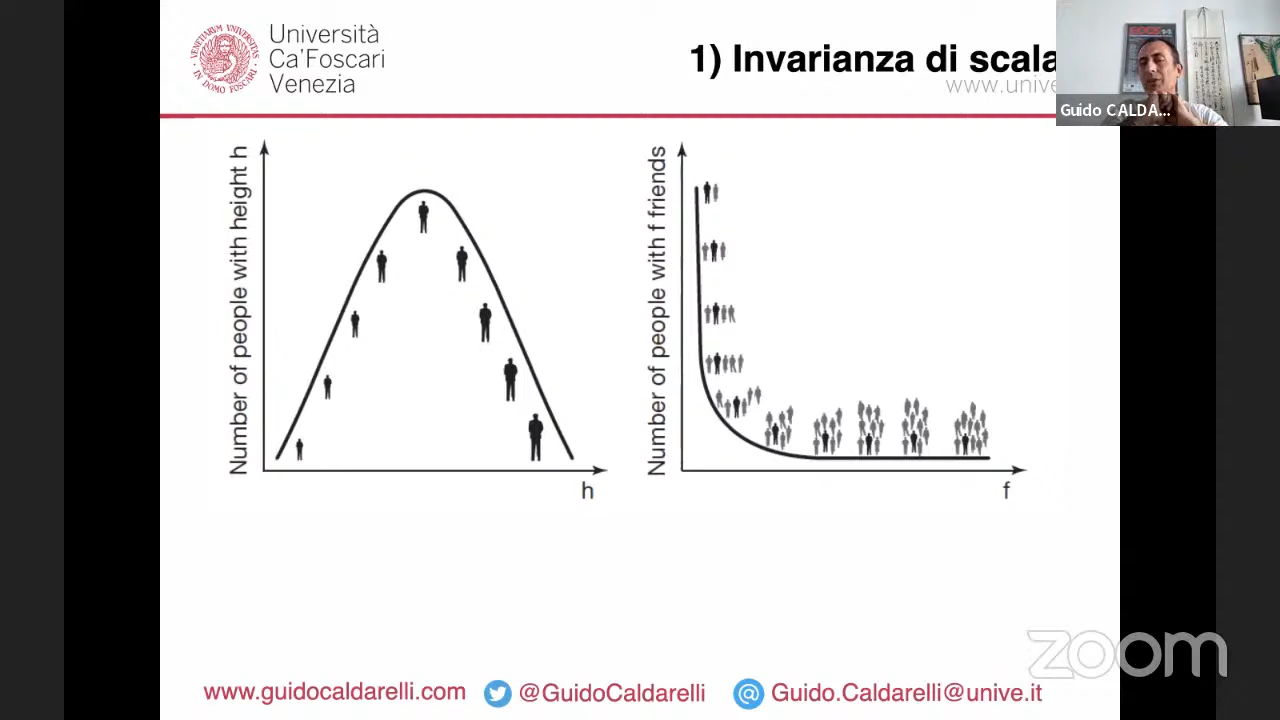 Università
Ca'Foscari
Venezia
1) Invarianza di scala
www.unive
Guido CALDA...
Number of people with height h
h
Number of people with f friends
f
zoom
www.guidocaldarelli.com
@GuidoCaldarelli
@ Guido.Caldarelli@unive.it